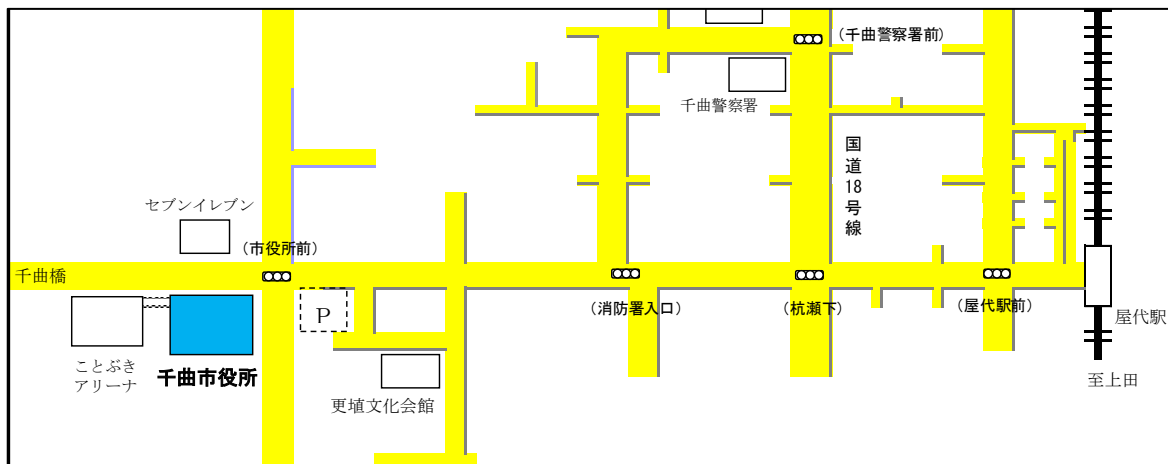 (千曲警察署前)
千曲警察署
国道18号線
セブンイレブン
(市役所前)
千曲橋
P
(消防署入口)
(杭瀬下)
(屋代駅前)
屋代駅
ことぶき
アリーナ
千曲市役所
更埴文化会館
至上田